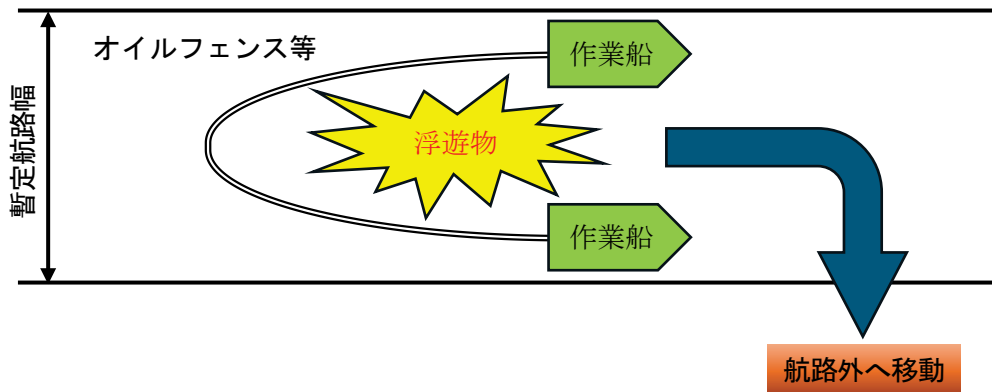 オイルフェンス等
作業船
暫定航路幅
浮遊物
作業船
航路外へ移動